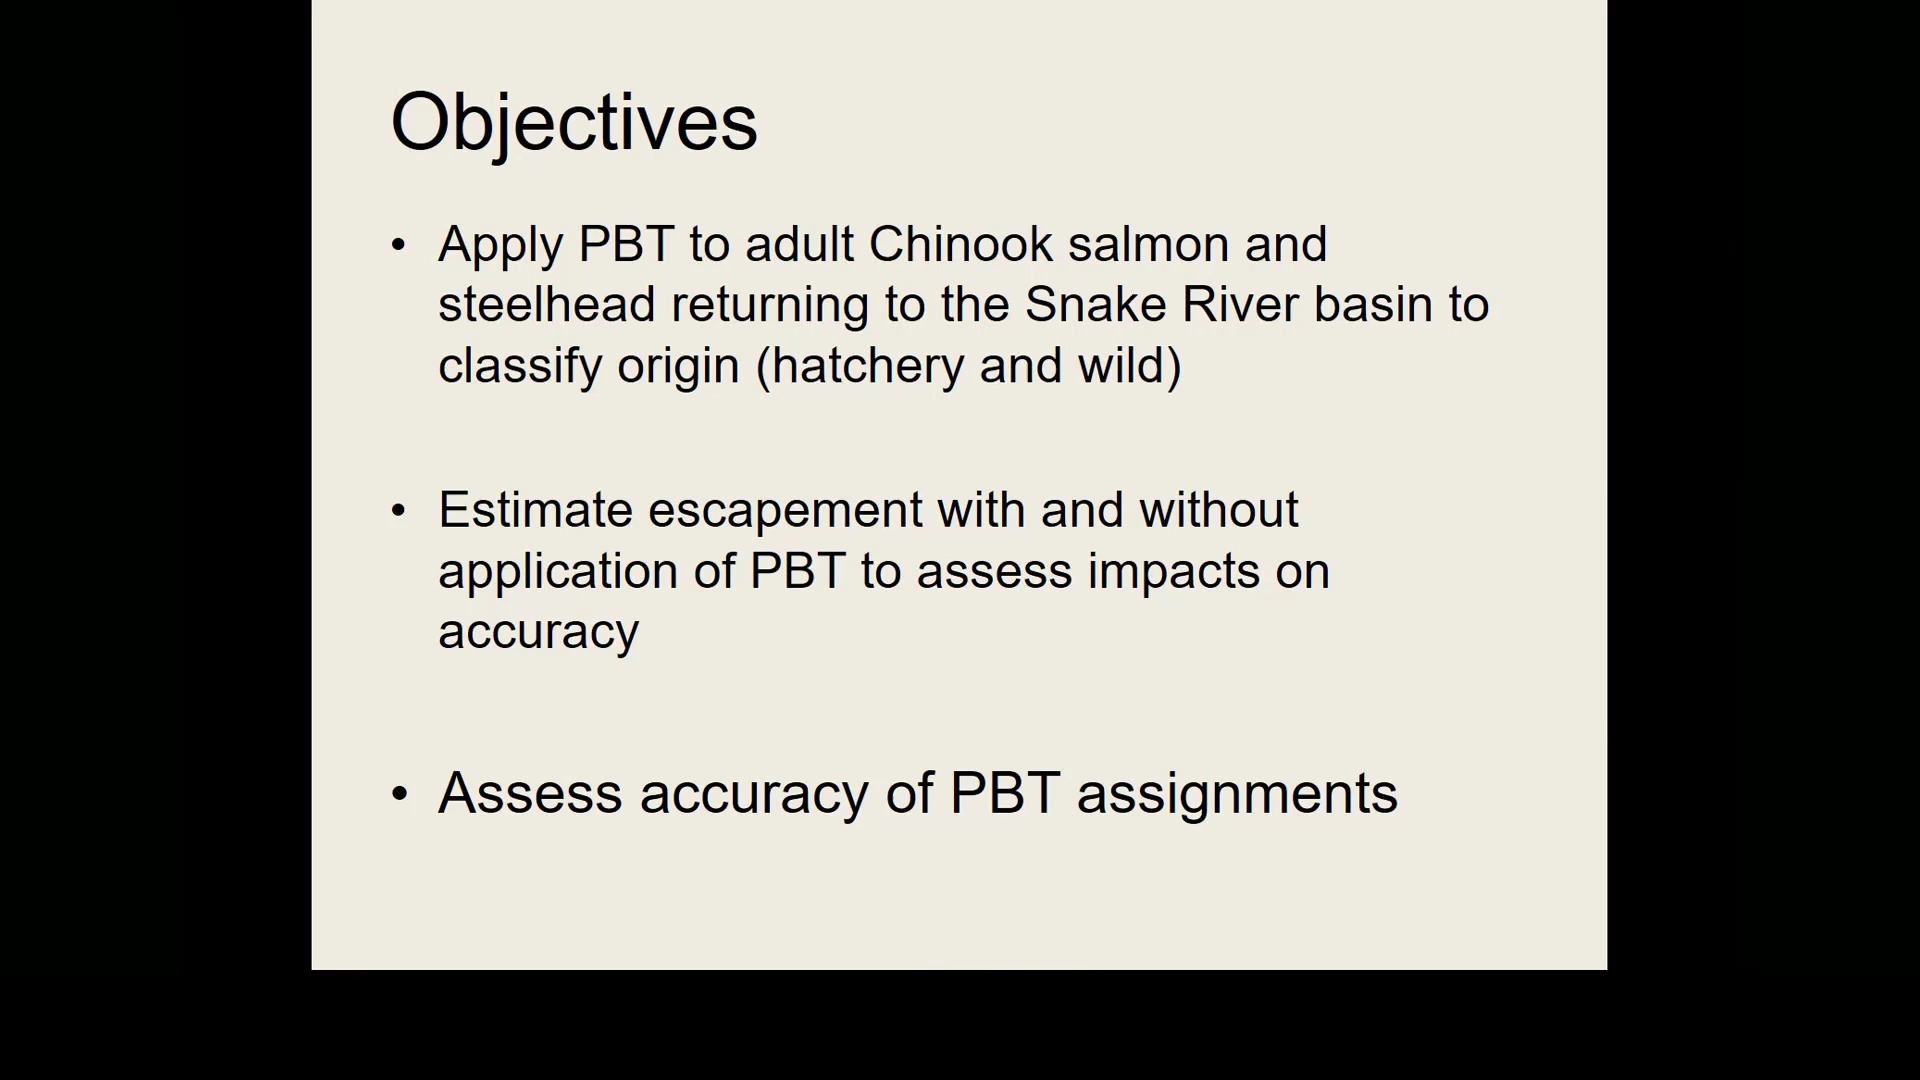 Objectives
• Apply PBT to adult Chinook salmon and
steelhead returning to the Snake River basin to
classify origin (hatchery and wild)
• Estimate escapement with and without
application of PBT to assess impacts on
accuracy
• Assess accuracy of PBT assignments